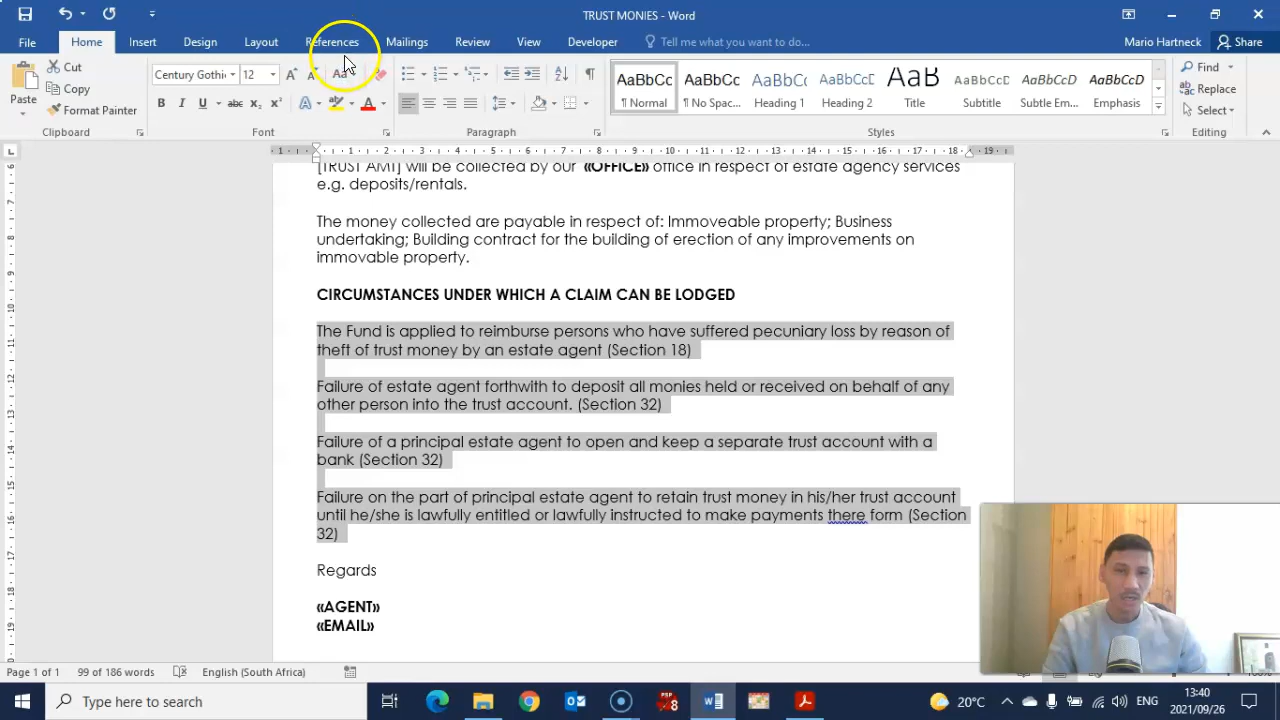 TRUST MONIES - Word
File Home Insert Design Layout References Mailings Review View Developer Tell me what you want to do... Mario Hartneck Share
Cut
Copy
Format Painter
Paste
Clipboard
Century Gothi 12
Font
Paragraph
AaBbCc AaBbCc AaBbCc AaBbCc AaB AaBbCc AaBbCcD AaBbCcD
¶ Normal ¶ No Spac... Heading Heading 2 Title Subtitle Subtle Em... Emphasis
Styles
Find
Replace
Select
Editing
[TRUST AMT] will be collected by our «OFFICE» office in respect of estate agency services
e.g. deposits/rentals.
The money collected are payable in respect of: Immoveable property; Business
undertaking; Building contract for the building of erection of any improvements on
immovable property.
CIRCUMSTANCES UNDER WHICH A CLAIM CAN BE LODGED
The Fund is applied to reimburse persons who have suffered pecuniary loss by reason of
theft of trust money by an estate agent (Section 18)
Failure of estate agent forthwith to deposit all monies held or received on behalf of any
other person into the trust account. (Section 32)
Failure of a principal estate agent to open and keep a separate trust account with a
bank (Section 32)
Failure on the part of principal estate agent to retain trust money in his/her trust account
until he/she is lawfully entitled or lawfully instructed to make payments there form (Section
32)
Regards
«AGENT»
«EMAIL»
Page 1 of 1 99 of 186 words English (South Africa)
Type here to search
20°C ENG 13:40
2021/09/26